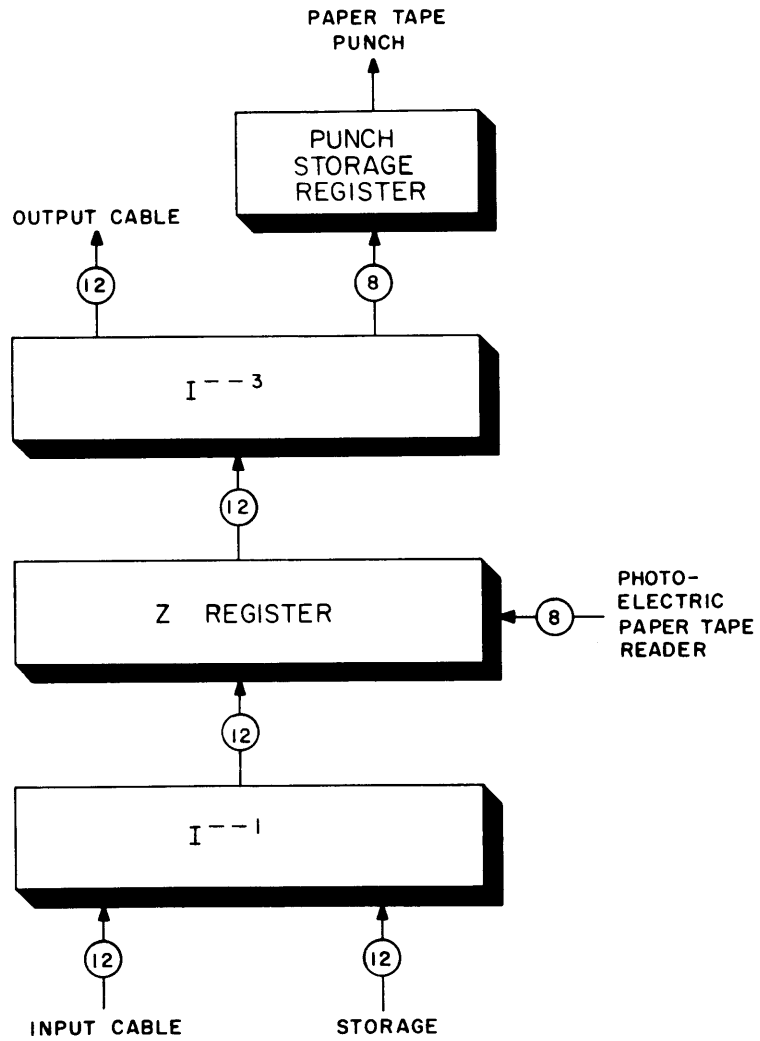 PAPER TAPE
PUNCH
PUNCH
STORAGE
REGISTER
OUTPUT CABLE
12
8
I--3
12
Z REGISTER
8
PHOTO-
ELECTRIC
PAPER TAPE
READER
12
I--1
12
12
INPUT CABLE
STORAGE